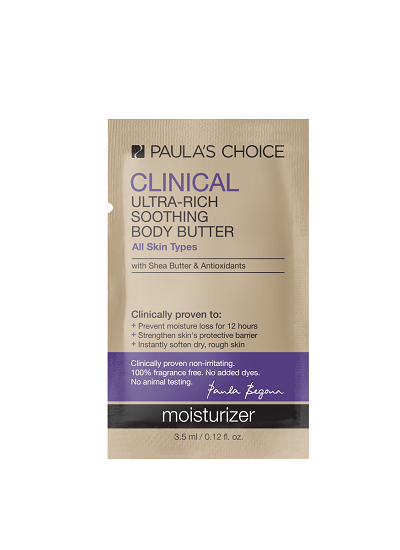 PAULA'S CHOICE
CLINICAL
ULTRA-RICH
SOOTHING
BODY BUTTER
All Skin Types
with Shea Butter & Antioxidants
Clinically proven to:
+ Prevent moisture loss for 12 hours
+ Strengthen skin's protective barrier
+ Instantly soften dry, rough skin
Clinically proven non-irritating.
100% fragrance free. No added dyes.
No animal testing.
Paula Begoun
moisturizer
3.5 ml / 0.12 fl. oz.